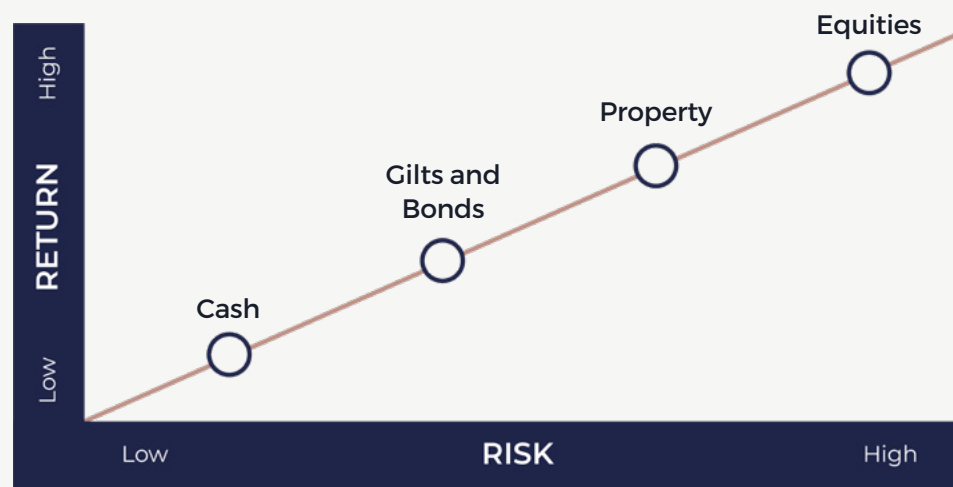 Equities
High
Property
Gilts and
Bonds
RETURN
Cash
Low
Low
RISK
High